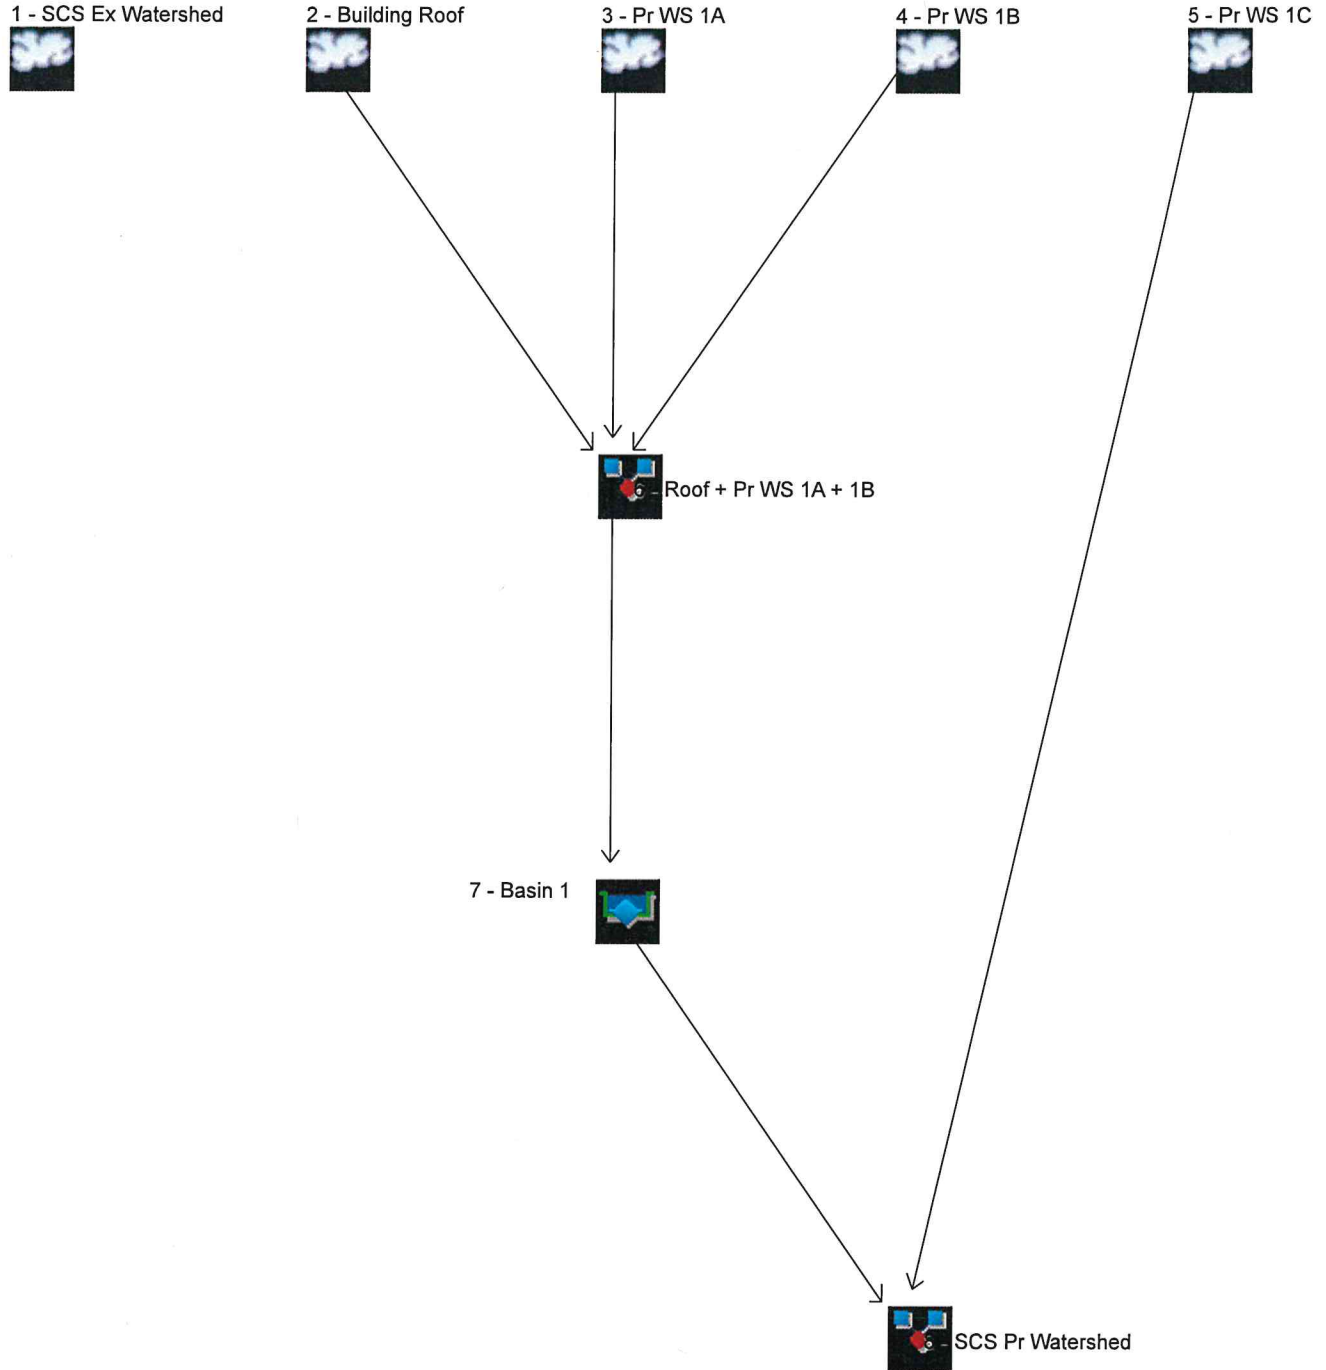 1 - SCS Ex Watershed
2 - Building Roof
3 - Pr WS 1A
4 - Pr WS 1B
5 - Pr WS 1C
6 - Roof + Pr WS 1A + 1B
7 - Basin 1
- SCS Pr Watershed